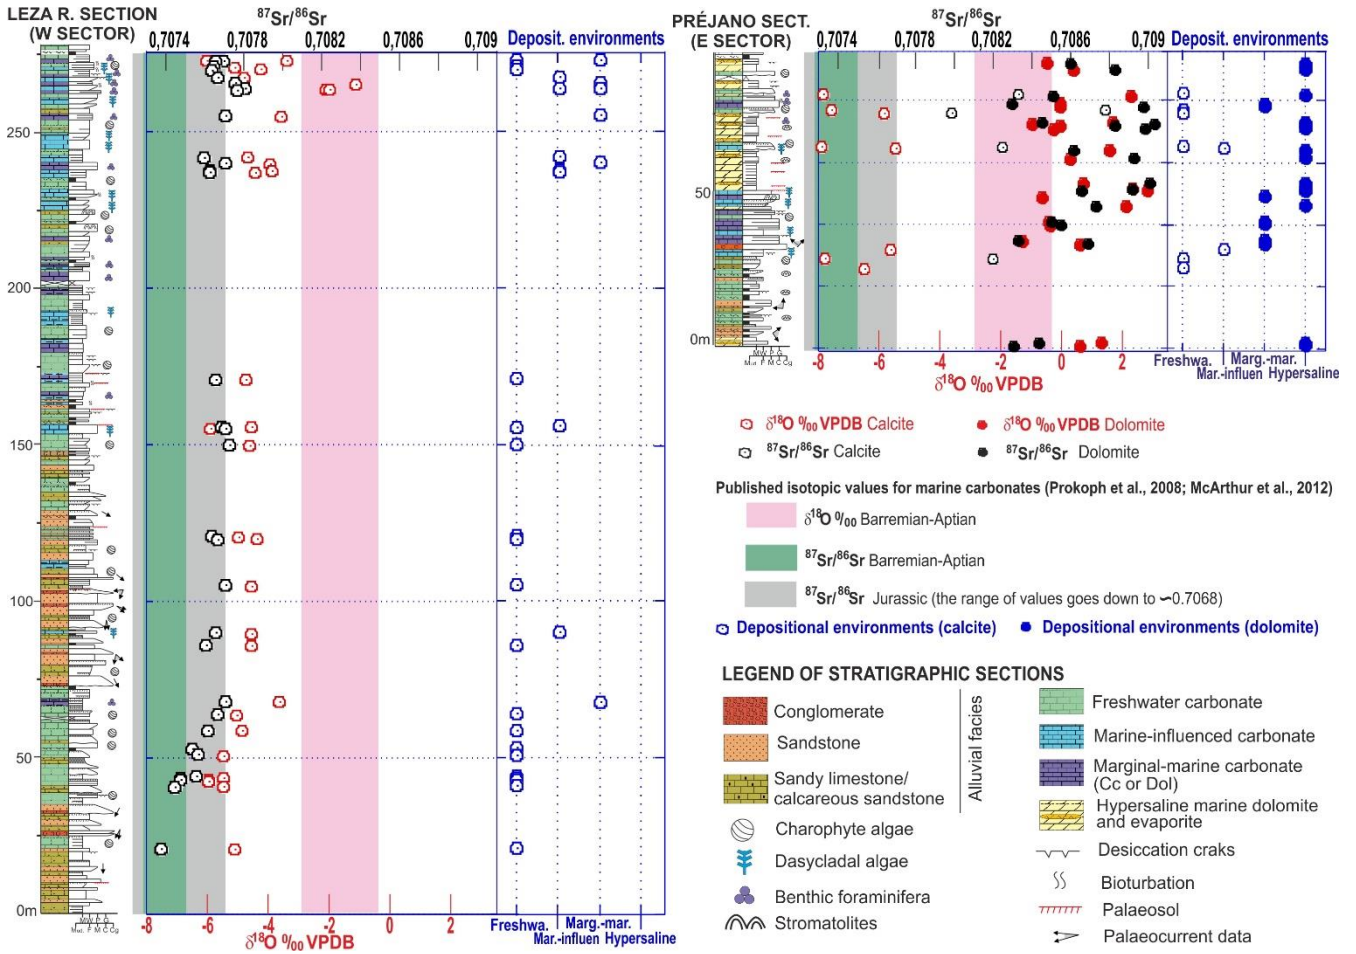 LEZA R. SECTION
(W SECTOR)
87Sr/86Sr
0,7074 0,7078 0,7082 0,7086 0,709
Deposit. environments
250
200
150
100
50
0m
-8 -6 -4 -2 0 2
δ18O ‰ VPDB
Freshwa. Marg.-mar.
Mar.-influen Hypersaline
PRÉJANO SECT.
(E SECTOR)
87Sr/86Sr
0,7074 0,7078 0,7082 0,7086 0,709
Deposit. environments
50
0m
-8 -6 -4 -2 0 2
δ18O ‰ VPDB
Freshwa. Marg.-mar.
Mar.-influen Hypersaline
δ18O ‰ VPDB Calcite
δ18O ‰ VPDB Dolomite
87Sr/86Sr Calcite
87Sr/86Sr Dolomite
Published isotopic values for marine carbonates (Prokoph et al., 2008; McArthur et al., 2012)
δ18O ‰ Barremian-Aptian
87Sr/86Sr Barremian-Aptian
87Sr/86Sr Jurassic (the range of values goes down to ∽0.7068)
Depositional environments (calcite)
Depositional environments (dolomite)
LEGEND OF STRATIGRAPHIC SECTIONS
Conglomerate
Sandstone
Sandy limestone/
calcareous sandstone
Alluvial facies
Charophyte algae
Dasycladal algae
Benthic foraminifera
Stromatolites
Freshwater carbonate
Marine-influenced carbonate
Marginal-marine carbonate
(Cc or Dol)
Hypersaline marine dolomite
and evaporite
Desiccation craks
Bioturbation
Palaeosol
Palaeocurrent data